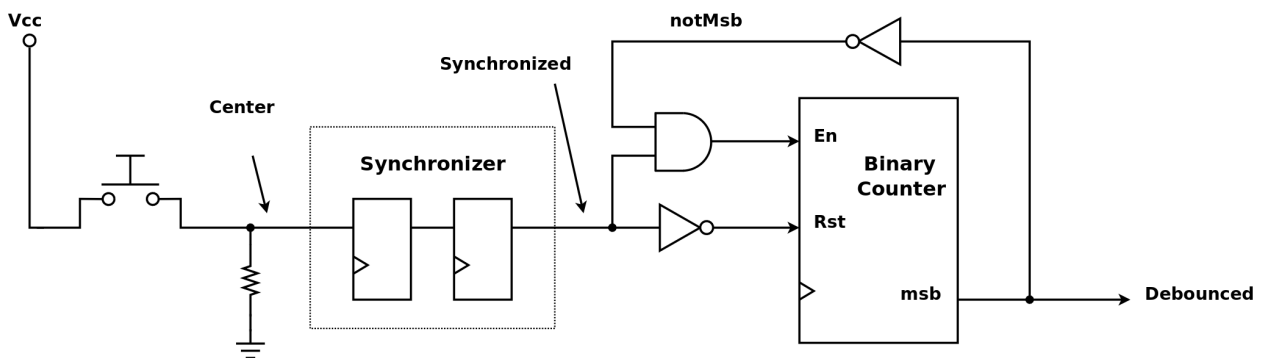 Vcc
notMsb
Synchronized
Center
Synchronizer
En
Binary
Counter
Rst
msb
Debounced